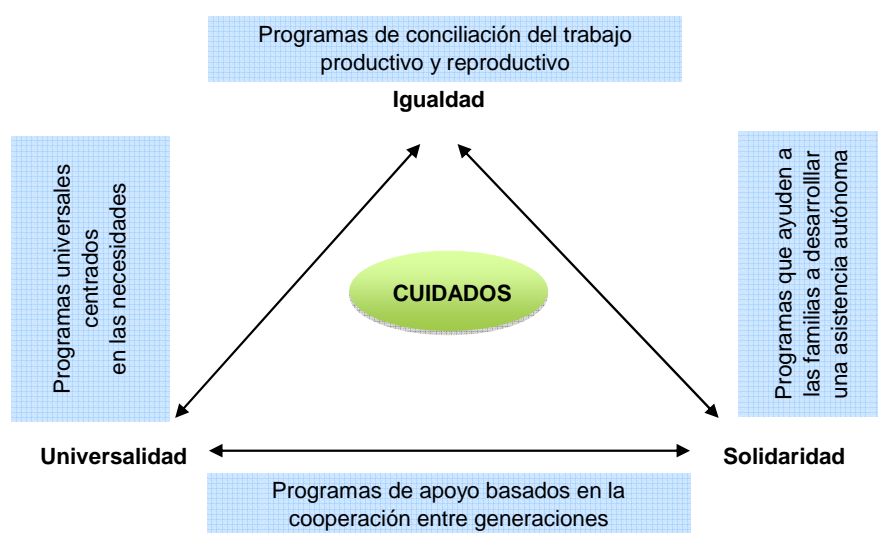 Programas de conciliación del trabajo
productivo y reproductivo
Igualdad
Programas universales
centrados
en las necesidades
CUIDADOS
Programas que ayuden a
las familias a desarrolllar
una asistencia autónoma
Universalidad
Solidaridad
Programas de apoyo basados en la
cooperación entre generaciones